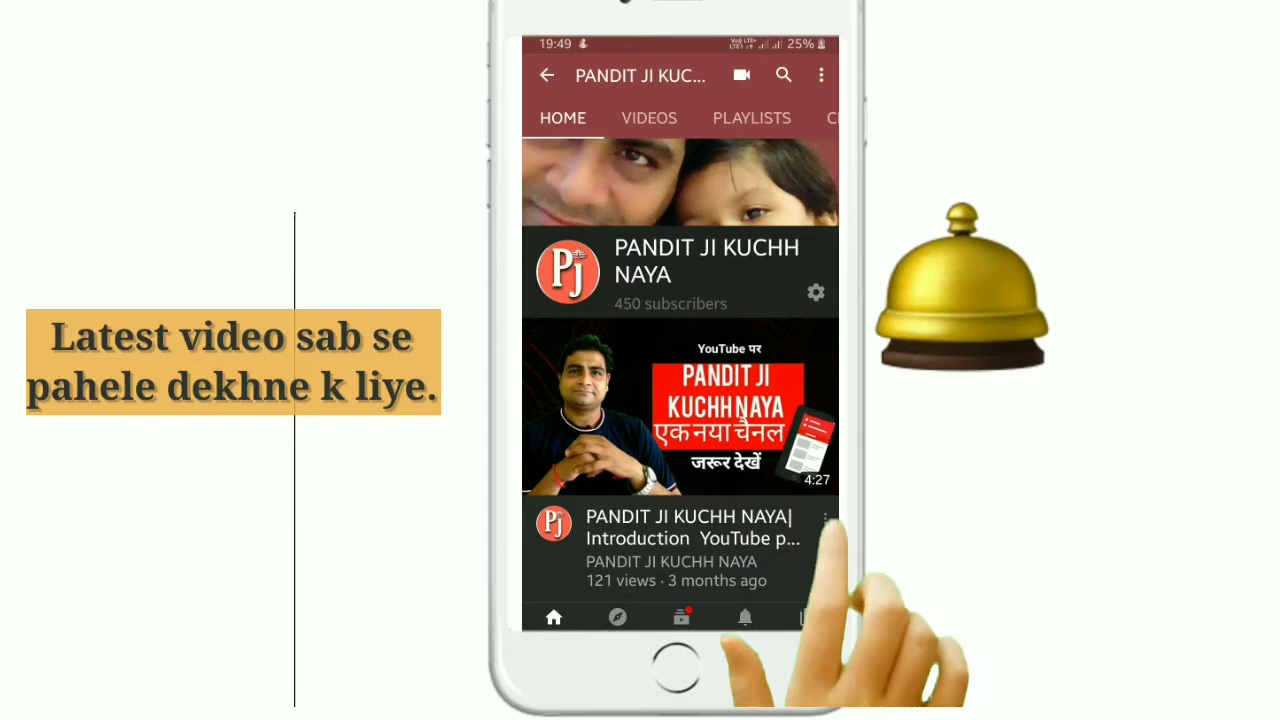 19:49 25%
PANDIT JI KUC...
HOME VIDEOS PLAYLISTS
PJ
PANDIT JI KUCHH
NAYA
450 subscribers
Latest video sab se
pahele dekhne k liye.
YouTube पर
PANDIT JI
KUCHH NAYA
एक नया चैनल
जरूर देखें
4:27
PJ
PANDIT JI KUCHH NAYA|
Introduction YouTube p...
PANDIT JI KUCHH NAYA
121 views · 3 months ago